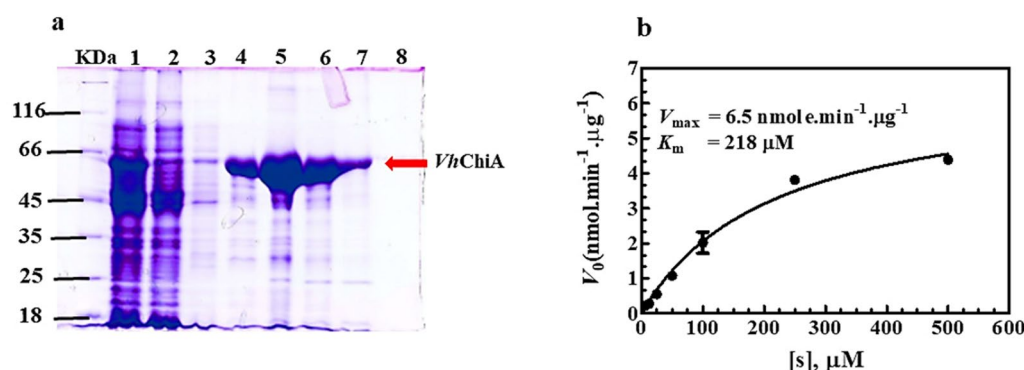 a
KDa 1 2 3 4 5 6 7 8
116
66
VhChiA
45
35
25
18
b
7
6
5
4
3
2
1
0
V₀(nmol.min⁻¹.µg⁻¹)
Vmax = 6.5 nmole.min⁻¹.µg⁻¹
Km = 218 µM
0 100 200 300 400 500 600
[s], µM